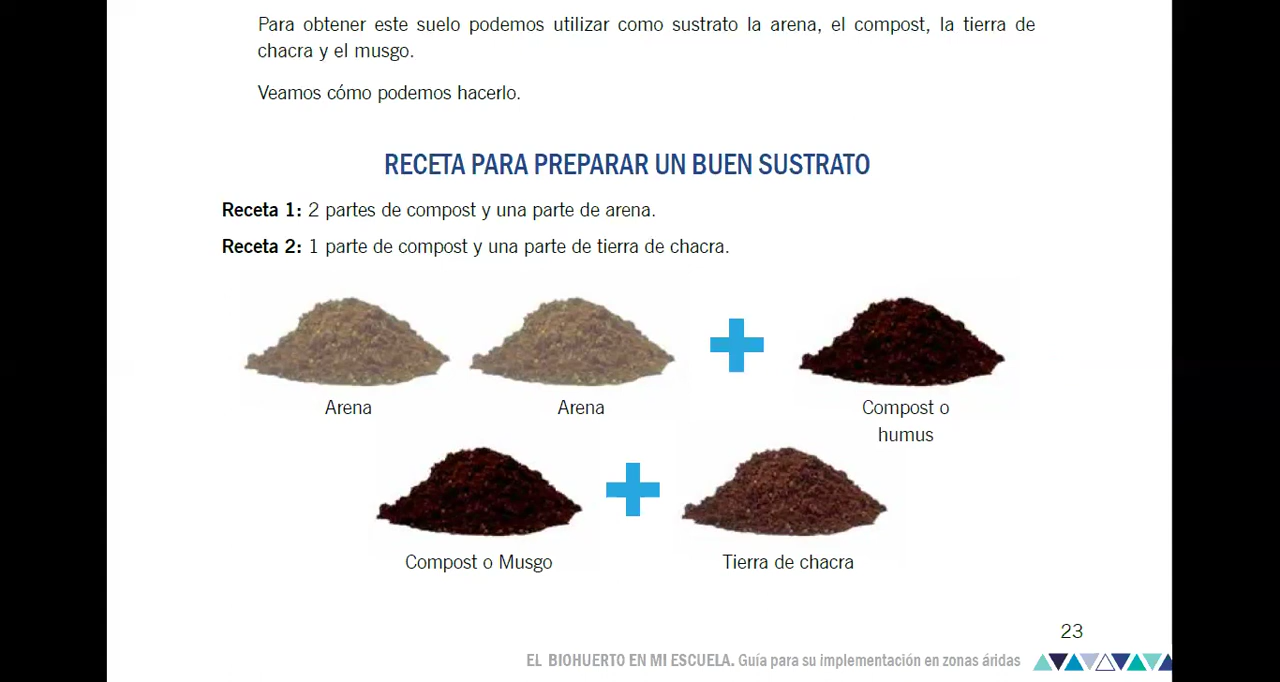 Para obtener este suelo podemos utilizar como sustrato la arena, el compost, la tierra de
chacra y el musgo.
Veamos cómo podemos hacerlo.
RECETA PARA PREPARAR UN BUEN SUSTRATO
Receta 1: 2 partes de compost y una parte de arena.
Receta 2: 1 parte de compost y una parte de tierra de chacra.
Arena
Arena
Compost o
humus
Compost o Musgo
Tierra de chacra
23
EL BIOHUERTO EN MI ESCUELA. Guía para su implementación en zonas áridas